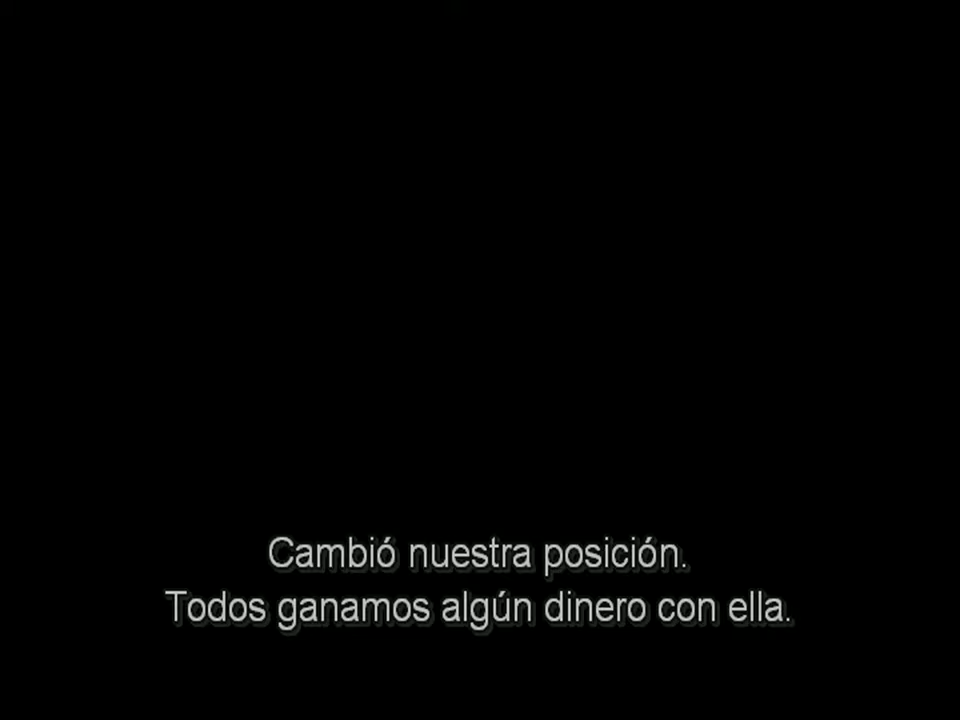 Cambió nuestra posición.
Todos ganamos algún dinero con ella.